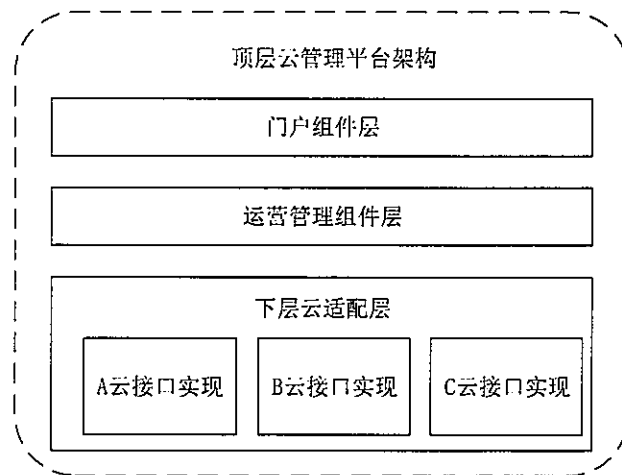 顶层云管理平台架构
门户组件层
运营管理组件层
下层云适配层
A云接口实现
B云接口实现
C云接口实现